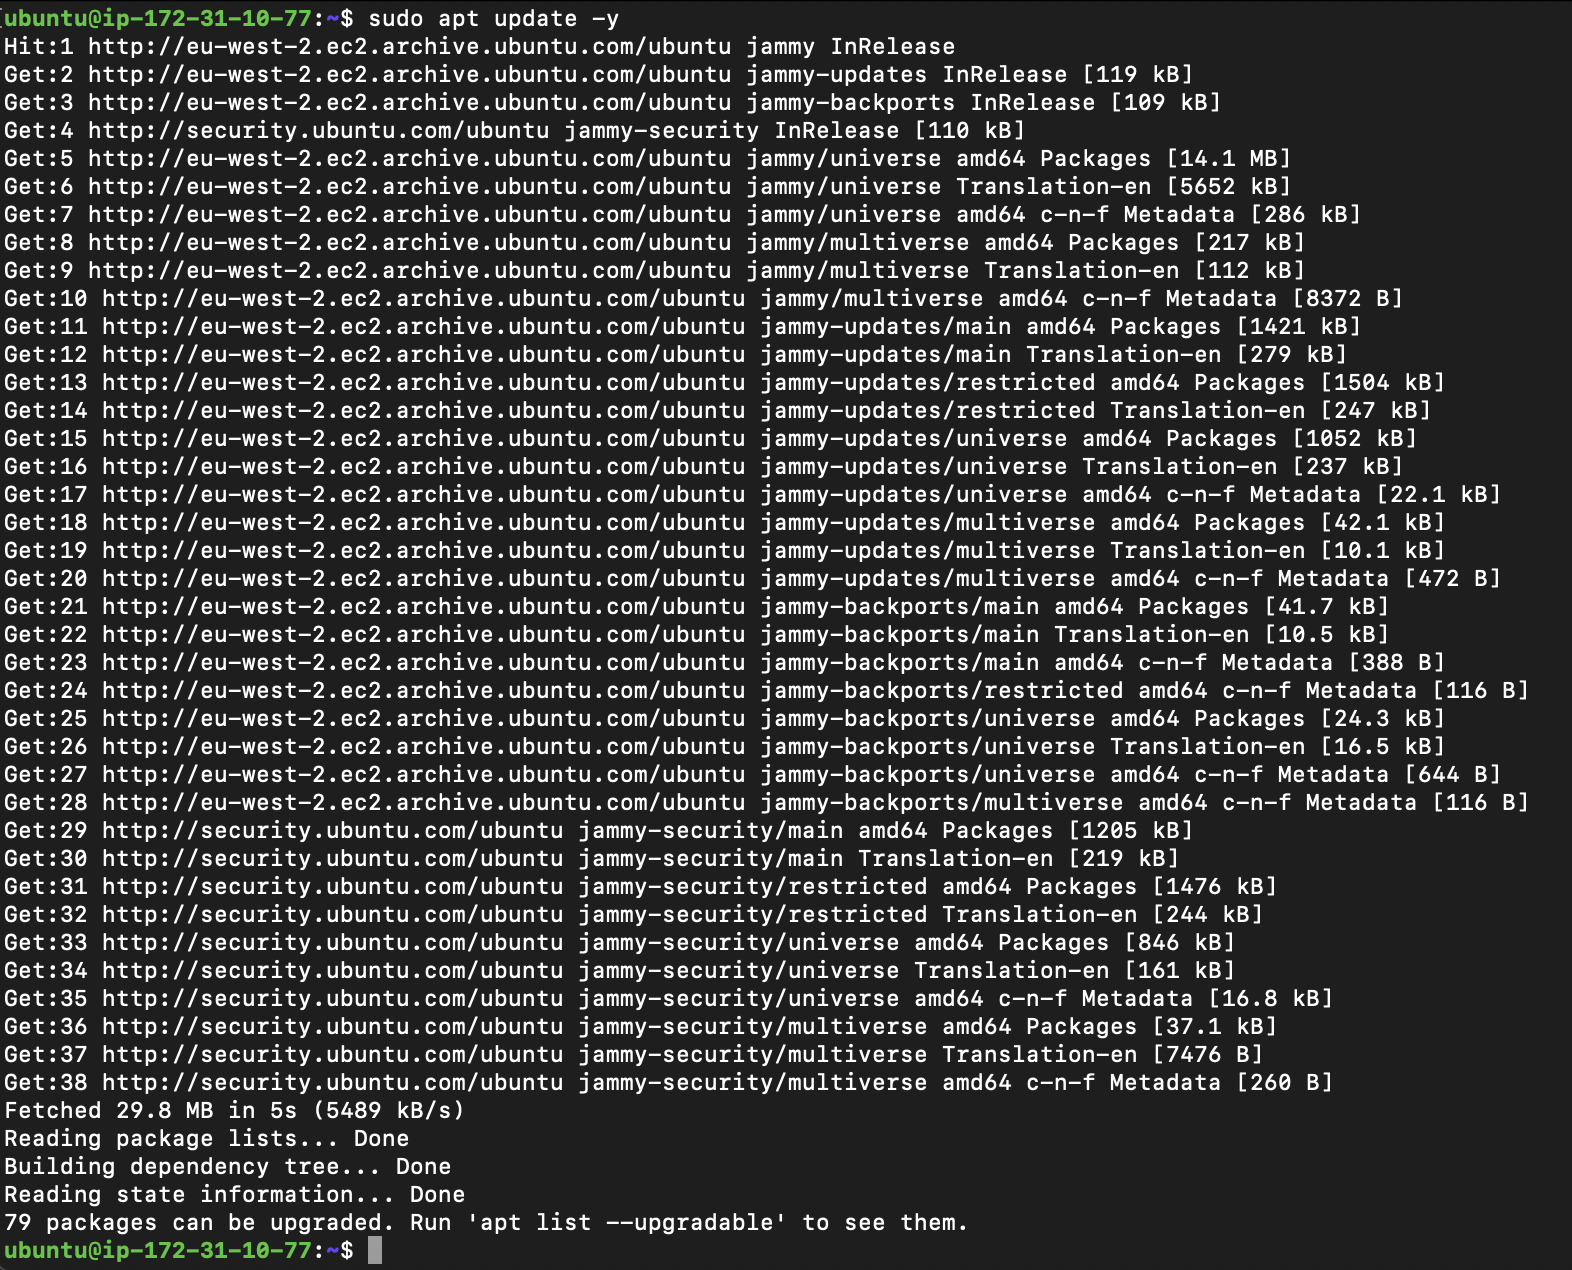 ubuntu@ip-172-31-10-77:~$ sudo apt update -y
Hit:1 http://eu-west-2.ec2.archive.ubuntu.com/ubuntu jammy InRelease
Get:2 http://eu-west-2.ec2.archive.ubuntu.com/ubuntu jammy-updates InRelease [119 kB]
Get:3 http://eu-west-2.ec2.archive.ubuntu.com/ubuntu jammy-backports InRelease [109 kB]
Get:4 http://security.ubuntu.com/ubuntu jammy-security InRelease [110 kB]
Get:5 http://eu-west-2.ec2.archive.ubuntu.com/ubuntu jammy/universe amd64 Packages [14.1 MB]
Get:6 http://eu-west-2.ec2.archive.ubuntu.com/ubuntu jammy/universe Translation-en [5652 kB]
Get:7 http://eu-west-2.ec2.archive.ubuntu.com/ubuntu jammy/universe amd64 c-n-f Metadata [286 kB]
Get:8 http://eu-west-2.ec2.archive.ubuntu.com/ubuntu jammy/multiverse amd64 Packages [217 kB]
Get:9 http://eu-west-2.ec2.archive.ubuntu.com/ubuntu jammy/multiverse Translation-en [112 kB]
Get:10 http://eu-west-2.ec2.archive.ubuntu.com/ubuntu jammy/multiverse amd64 c-n-f Metadata [8372 B]
Get:11 http://eu-west-2.ec2.archive.ubuntu.com/ubuntu jammy-updates/main amd64 Packages [1421 kB]
Get:12 http://eu-west-2.ec2.archive.ubuntu.com/ubuntu jammy-updates/main Translation-en [279 kB]
Get:13 http://eu-west-2.ec2.archive.ubuntu.com/ubuntu jammy-updates/restricted amd64 Packages [1504 kB]
Get:14 http://eu-west-2.ec2.archive.ubuntu.com/ubuntu jammy-updates/restricted Translation-en [247 kB]
Get:15 http://eu-west-2.ec2.archive.ubuntu.com/ubuntu jammy-updates/universe amd64 Packages [1052 kB]
Get:16 http://eu-west-2.ec2.archive.ubuntu.com/ubuntu jammy-updates/universe Translation-en [237 kB]
Get:17 http://eu-west-2.ec2.archive.ubuntu.com/ubuntu jammy-updates/universe amd64 c-n-f Metadata [22.1 kB]
Get:18 http://eu-west-2.ec2.archive.ubuntu.com/ubuntu jammy-updates/multiverse amd64 Packages [42.1 kB]
Get:19 http://eu-west-2.ec2.archive.ubuntu.com/ubuntu jammy-updates/multiverse Translation-en [10.1 kB]
Get:20 http://eu-west-2.ec2.archive.ubuntu.com/ubuntu jammy-updates/multiverse amd64 c-n-f Metadata [472 B]
Get:21 http://eu-west-2.ec2.archive.ubuntu.com/ubuntu jammy-backports/main amd64 Packages [41.7 kB]
Get:22 http://eu-west-2.ec2.archive.ubuntu.com/ubuntu jammy-backports/main Translation-en [10.5 kB]
Get:23 http://eu-west-2.ec2.archive.ubuntu.com/ubuntu jammy-backports/main amd64 c-n-f Metadata [388 B]
Get:24 http://eu-west-2.ec2.archive.ubuntu.com/ubuntu jammy-backports/restricted amd64 c-n-f Metadata [116 B]
Get:25 http://eu-west-2.ec2.archive.ubuntu.com/ubuntu jammy-backports/universe amd64 Packages [24.3 kB]
Get:26 http://eu-west-2.ec2.archive.ubuntu.com/ubuntu jammy-backports/universe Translation-en [16.5 kB]
Get:27 http://eu-west-2.ec2.archive.ubuntu.com/ubuntu jammy-backports/universe amd64 c-n-f Metadata [644 B]
Get:28 http://eu-west-2.ec2.archive.ubuntu.com/ubuntu jammy-backports/multiverse amd64 c-n-f Metadata [116 B]
Get:29 http://security.ubuntu.com/ubuntu jammy-security/main amd64 Packages [1205 kB]
Get:30 http://security.ubuntu.com/ubuntu jammy-security/main Translation-en [219 kB]
Get:31 http://security.ubuntu.com/ubuntu jammy-security/restricted amd64 Packages [1476 kB]
Get:32 http://security.ubuntu.com/ubuntu jammy-security/restricted Translation-en [244 kB]
Get:33 http://security.ubuntu.com/ubuntu jammy-security/universe amd64 Packages [846 kB]
Get:34 http://security.ubuntu.com/ubuntu jammy-security/universe Translation-en [161 kB]
Get:35 http://security.ubuntu.com/ubuntu jammy-security/universe amd64 c-n-f Metadata [16.8 kB]
Get:36 http://security.ubuntu.com/ubuntu jammy-security/multiverse amd64 Packages [37.1 kB]
Get:37 http://security.ubuntu.com/ubuntu jammy-security/multiverse Translation-en [7476 B]
Get:38 http://security.ubuntu.com/ubuntu jammy-security/multiverse amd64 c-n-f Metadata [260 B]
Fetched 29.8 MB in 5s (5489 kB/s)
Reading package lists... Done
Building dependency tree... Done
Reading state information... Done
79 packages can be upgraded. Run 'apt list --upgradable' to see them.
ubuntu@ip-172-31-10-77:~$